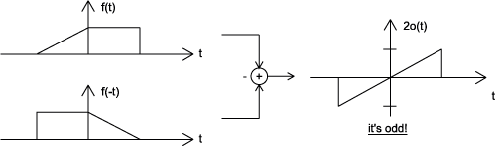 f(t)
t
f(-t)
t
- +
2o(t)
t
it's odd!